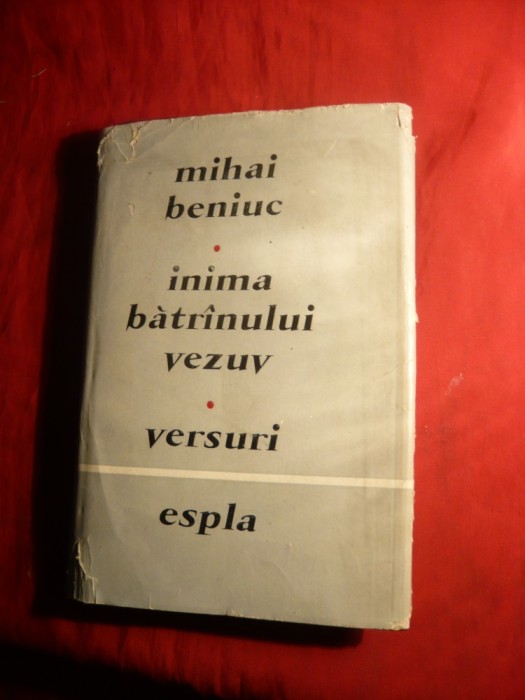 mihai
beniuc
inima
bàtrînului
vezuv
versuri
espla